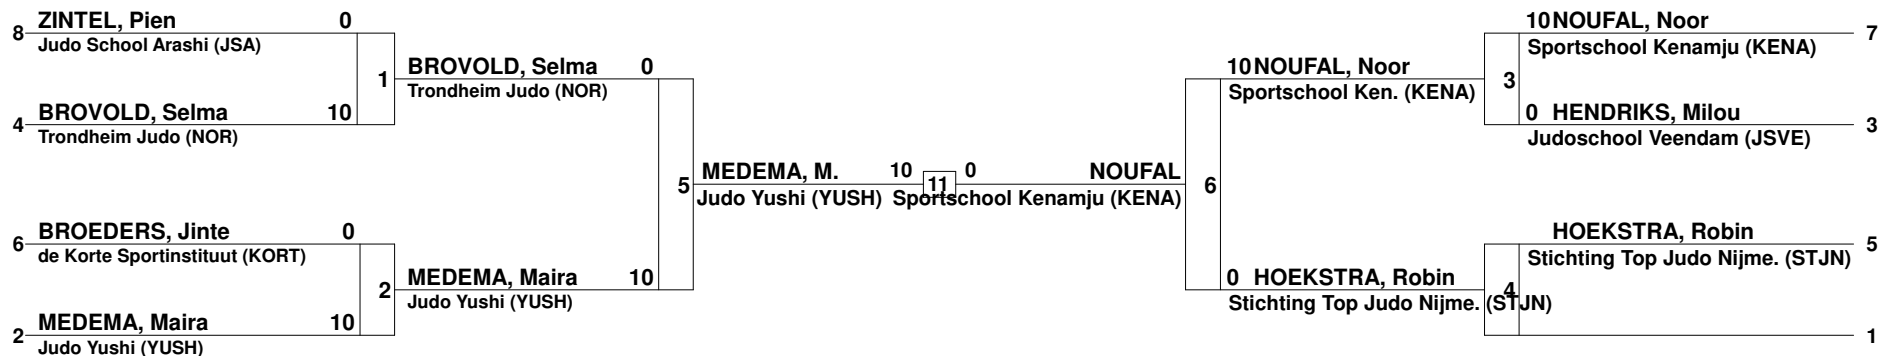 ZINTEL, Pien 0
8
Judo School Arashi (JSA)
1
BROVOLD, Selma 10
4
Trondheim Judo (NOR)
BROEDERS, Jinte 0
6
de Korte Sportinstituut (KORT)
2
MEDEMA, Maira 10
2
Judo Yushi (YUSH)
BROVOLD, Selma 0
Trondheim Judo (NOR)
5
MEDEMA, Maira 10
Judo Yushi (YUSH)
MEDEMA, M. 10
Judo Yushi (YUSH)
11
0 NOUFAL
Sportschool Kenamju (KENA)
6
10 NOUFAL, Noor
Sportschool Ken. (KENA)
0 HOEKSTRA, Robin
Stichting Top Judo Nijme. (STJN)
3
10 NOUFAL, Noor
7
Sportschool Kenamju (KENA)
0 HENDRIKS, Milou
3
Judoschool Veendam (JSVE)
4
HOEKSTRA, Robin
5
Stichting Top Judo Nijme. (STJN)
1